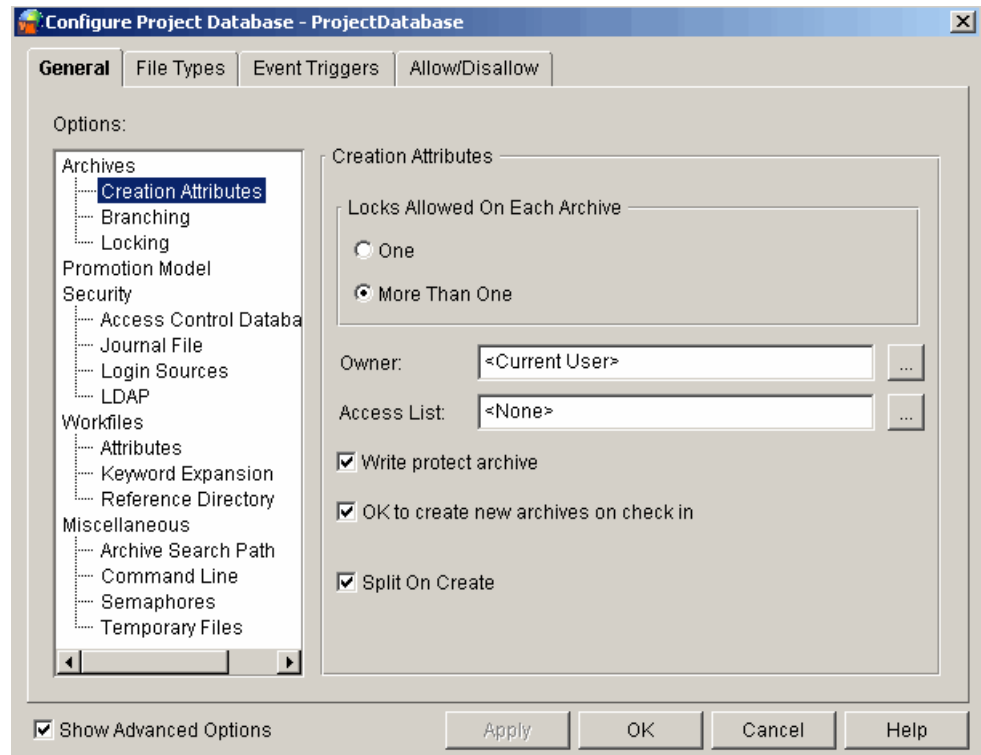 Configure Project Database - ProjectDatabase
General File Types Event Triggers Allow/Disallow
Options:
Archives
Creation Attributes
Branching
Locking
Promotion Model
Security
Access Control Databa
Journal File
Login Sources
LDAP
Workfiles
Attributes
Keyword Expansion
Reference Directory
Miscellaneous
Archive Search Path
Command Line
Semaphores
Temporary Files
Creation Attributes
Locks Allowed On Each Archive
One
More Than One
Owner: <Current User> ...
Access List: <None> ...
Write protect archive
OK to create new archives on check in
Split On Create
Show Advanced Options Apply OK Cancel Help